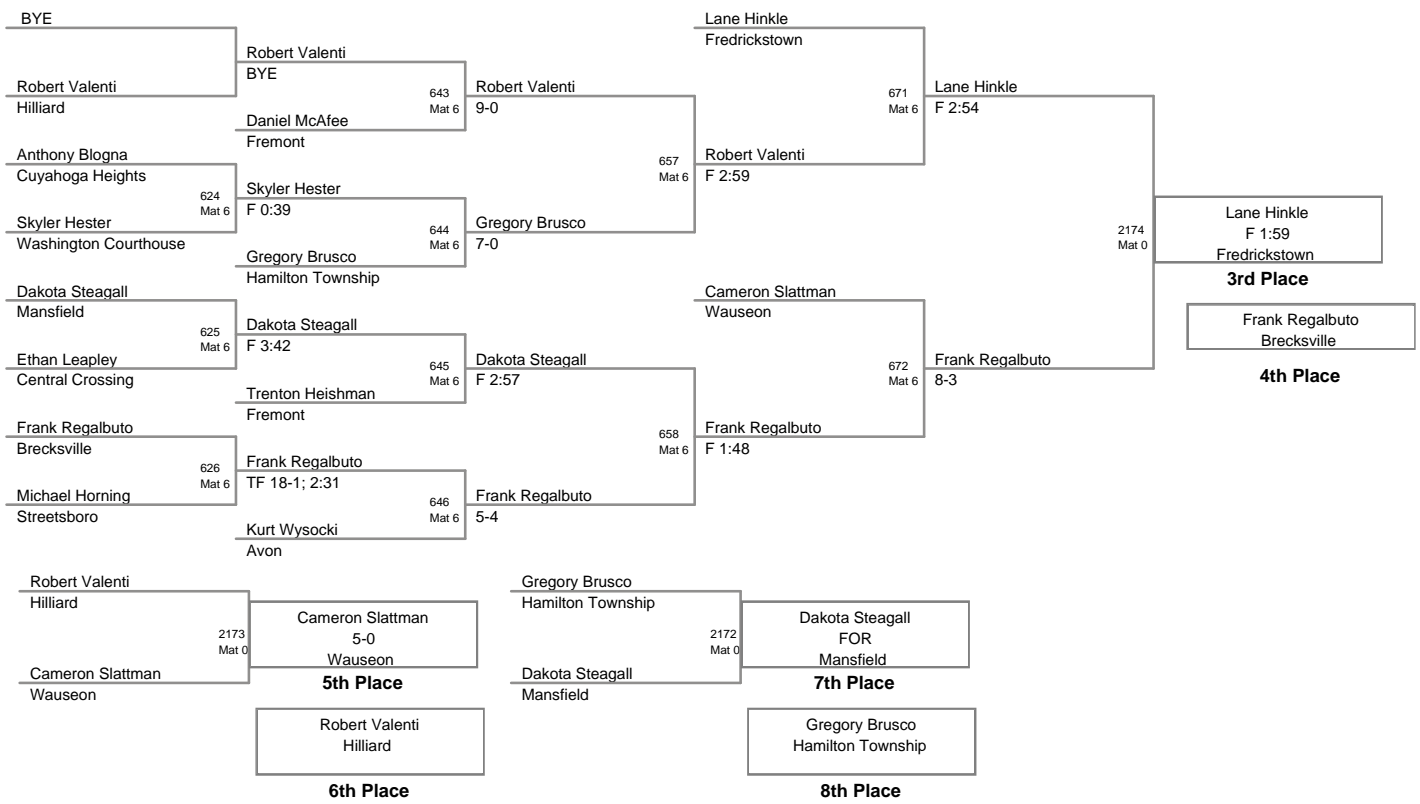 BYE
Robert Valenti
Hilliard
Anthony Blogna
Cuyahoga Heights
Skyler Hester
Washington Courthouse
Dakota Steagall
Mansfield
Ethan Leapley
Central Crossing
Frank Regalbuto
Brecksville
Michael Horning
Streetsboro
624
Mat 6
625
Mat 6
626
Mat 6
Robert Valenti
BYE
Daniel McAfee
Fremont
Skyler Hester
F 0:39
Gregory Brusco
Hamilton Township
Dakota Steagall
F 3:42
Trenton Heishman
Fremont
Frank Regalbuto
TF 18-1; 2:31
Kurt Wysocki
Avon
643
Mat 6
644
Mat 6
645
Mat 6
646
Mat 6
Robert Valenti
9-0
Gregory Brusco
7-0
Dakota Steagall
F 2:57
Frank Regalbuto
5-4
657
Mat 6
658
Mat 6
Lane Hinkle
Fredrickstown
Robert Valenti
F 2:59
Cameron Slattman
Wauseon
Frank Regalbuto
F 1:48
671
Mat 6
672
Mat 6
Lane Hinkle
F 2:54
Frank Regalbuto
8-3
2174
Mat 0
Lane Hinkle
F 1:59
Fredrickstown
3rd Place
Frank Regalbuto
Brecksville
4th Place
Robert Valenti
Hilliard
Cameron Slattman
Wauseon
2173
Mat 0
Cameron Slattman
5-0
Wauseon
5th Place
Robert Valenti
Hilliard
6th Place
Gregory Brusco
Hamilton Township
Dakota Steagall
Mansfield
2172
Mat 0
Dakota Steagall
FOR
Mansfield
7th Place
Gregory Brusco
Hamilton Township
8th Place